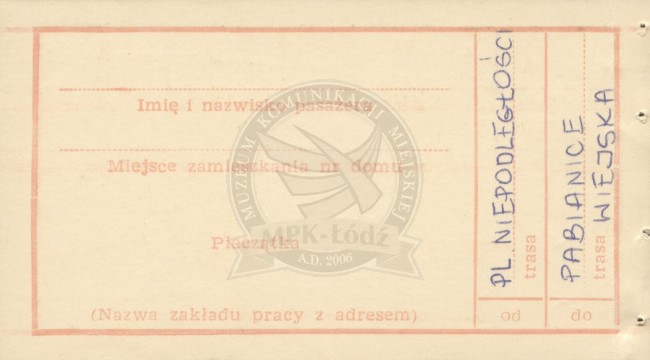 Imię i nazwisko pasażera
Miejsce zamieszkania nr domu
Pieczątka
(Nazwa zakładu pracy z adresem)
PL. NIEPODLEGŁOŚCI
trasa
od
PABIANICE
WIEJSKA
trasa
do
MUZEUM KOMUNIKACJI MIEJSKIEJ
MPK-Łódź
A.D. 2006